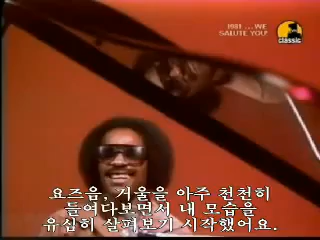 1981 ...WE
SALUTE YOU!
classic
요즈음, 거울을 아주 천천히
들여다보면서 내 모습을
유심히 살펴보기 시작했어요.